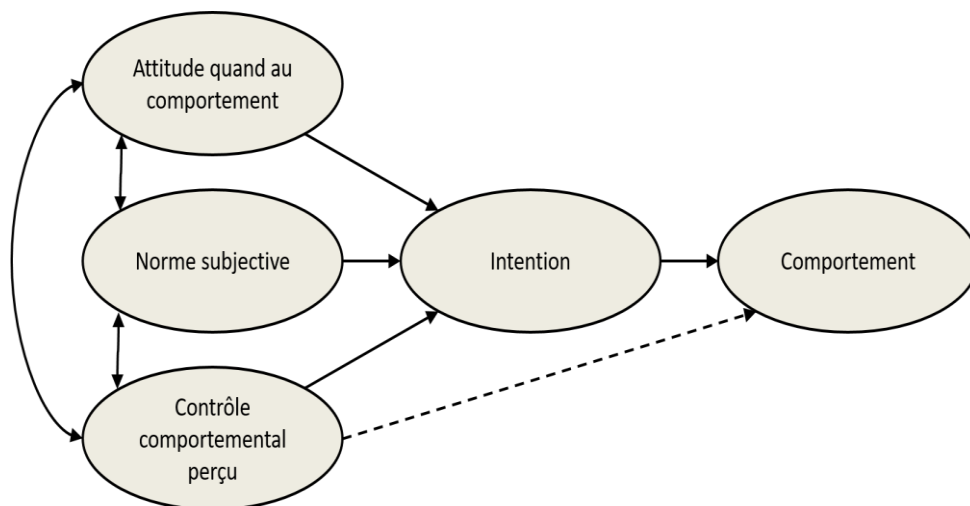 Attitude quand au
comportement
Norme subjective
Intention
Comportement
Contrôle
comportemental
perçu